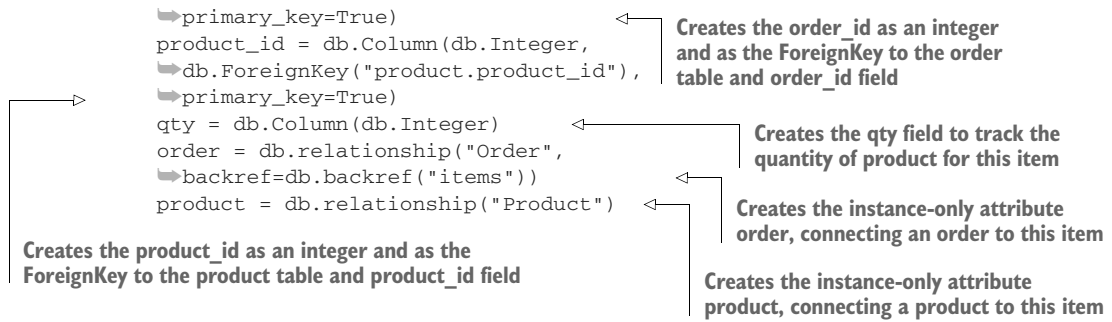 ➥primary_key=True)
product_id = db.Column(db.Integer,
➥db.ForeignKey("product.product_id"),
➥primary_key=True)
qty = db.Column(db.Integer)
order = db.relationship("Order",
➥backref=db.backref("items"))
product = db.relationship("Product")
Creates the order_id as an integer
and as the ForeignKey to the order
table and order_id field
Creates the qty field to track the
quantity of product for this item
Creates the instance-only attribute
order, connecting an order to this item
Creates the product_id as an integer and as the
ForeignKey to the product table and product_id field
Creates the instance-only attribute
product, connecting a product to this item